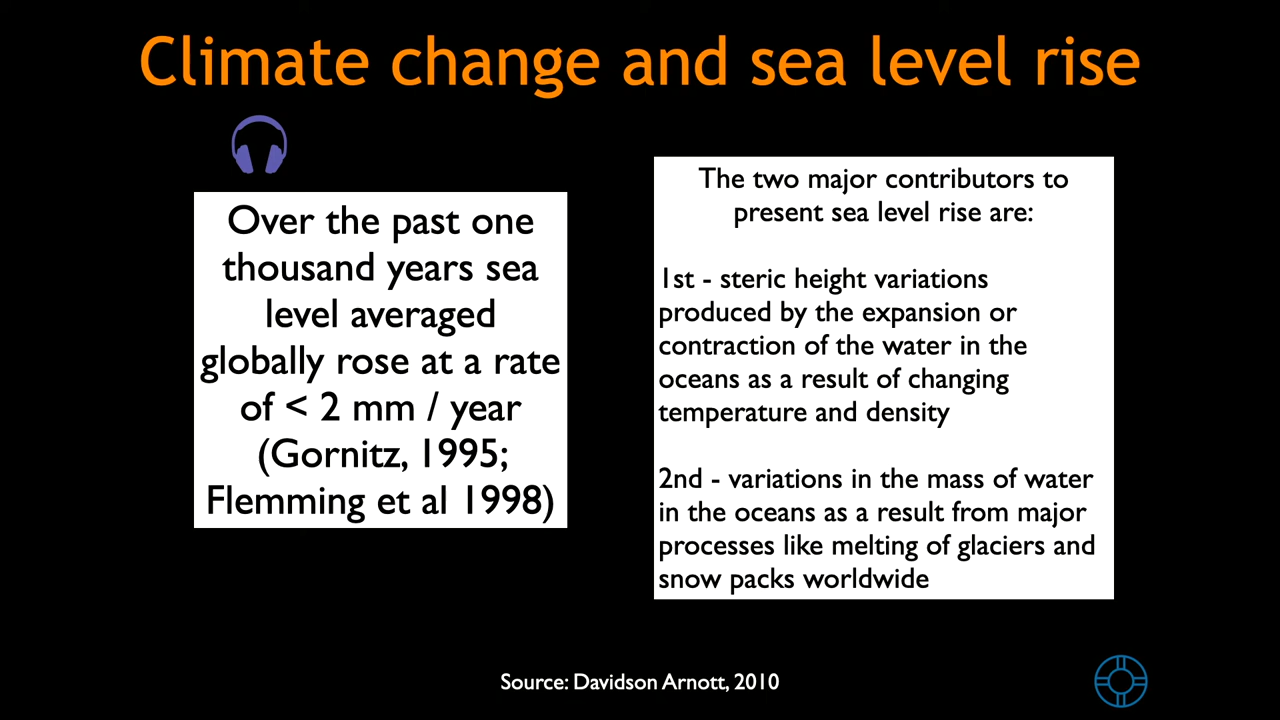 Climate change and sea level rise
Over the past one
thousand years sea
level averaged
globally rose at a rate
of < 2 mm / year
(Gornitz, 1995;
Flemming et al 1998)
The two major contributors to
present sea level rise are:
1st - steric height variations
produced by the expansion or
contraction of the water in the
oceans as a result of changing
temperature and density
2nd - variations in the mass of water
in the oceans as a result from major
processes like melting of glaciers and
snow packs worldwide
Source: Davidson Arnott, 2010